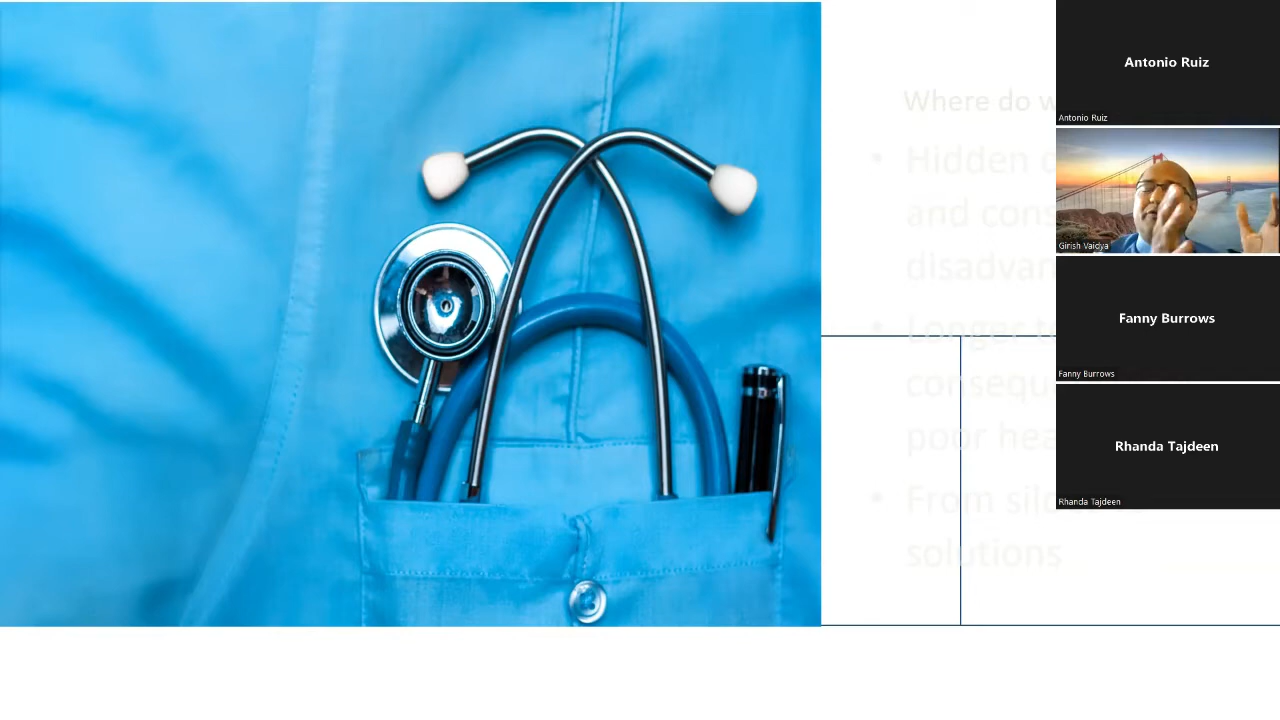 Where do w
Hidden
and cons
disadvan
Longer t
consequ
poor hea
From silo
solutions
Antonio Ruiz
Antonio Ruiz
Girish Vaidya
Fanny Burrows
Fanny Burrows
Rhanda Tajdeen
Rhanda Tajdeen